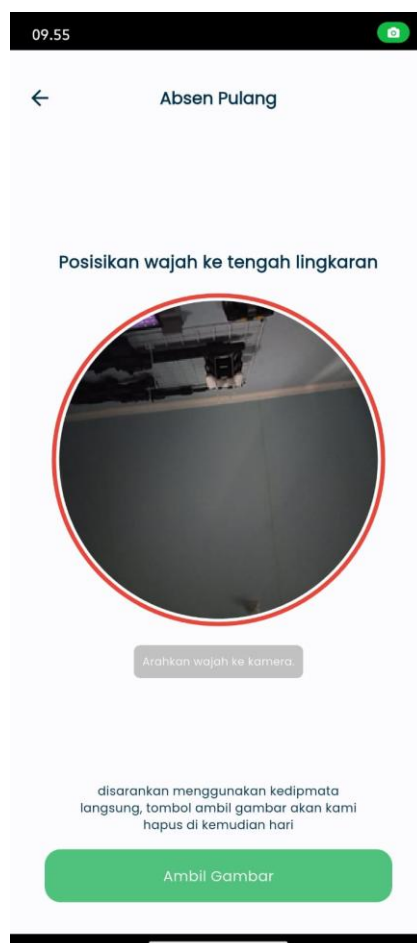 09.55
Absen Pulang
Posisikan wajah ke tengah lingkaran
Arahkan wajah ke kamera.
disarankan menggunakan kedipmata
langsung, tombol ambil gambar akan kami
hapus di kemudian hari
Ambil Gambar